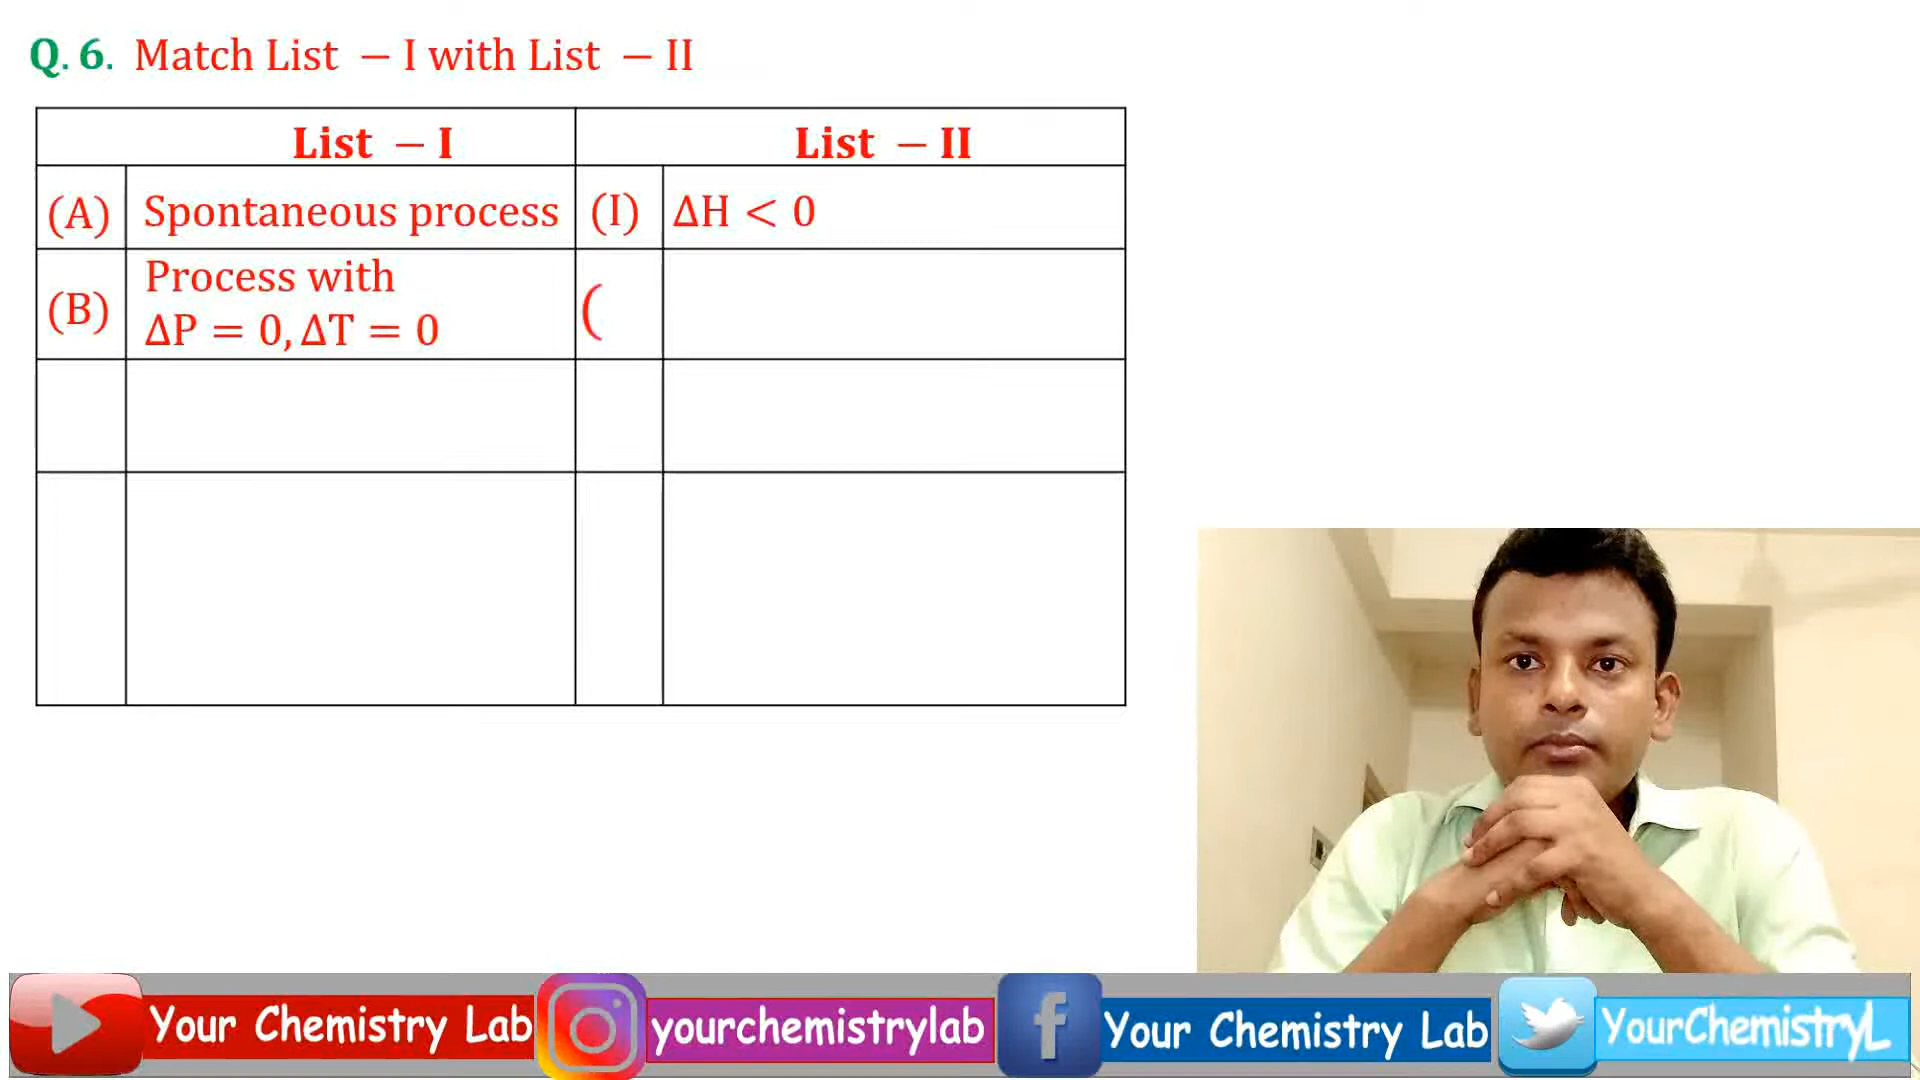 Q. 6. Match List – I with List – II
List – I
List – II
(A) Spontaneous process (I) ΔH < 0
(B) Process with
ΔP = 0, ΔT = 0 (
Your Chemistry Lab
yourchemistrylab
Your Chemistry Lab
YourChemistryL